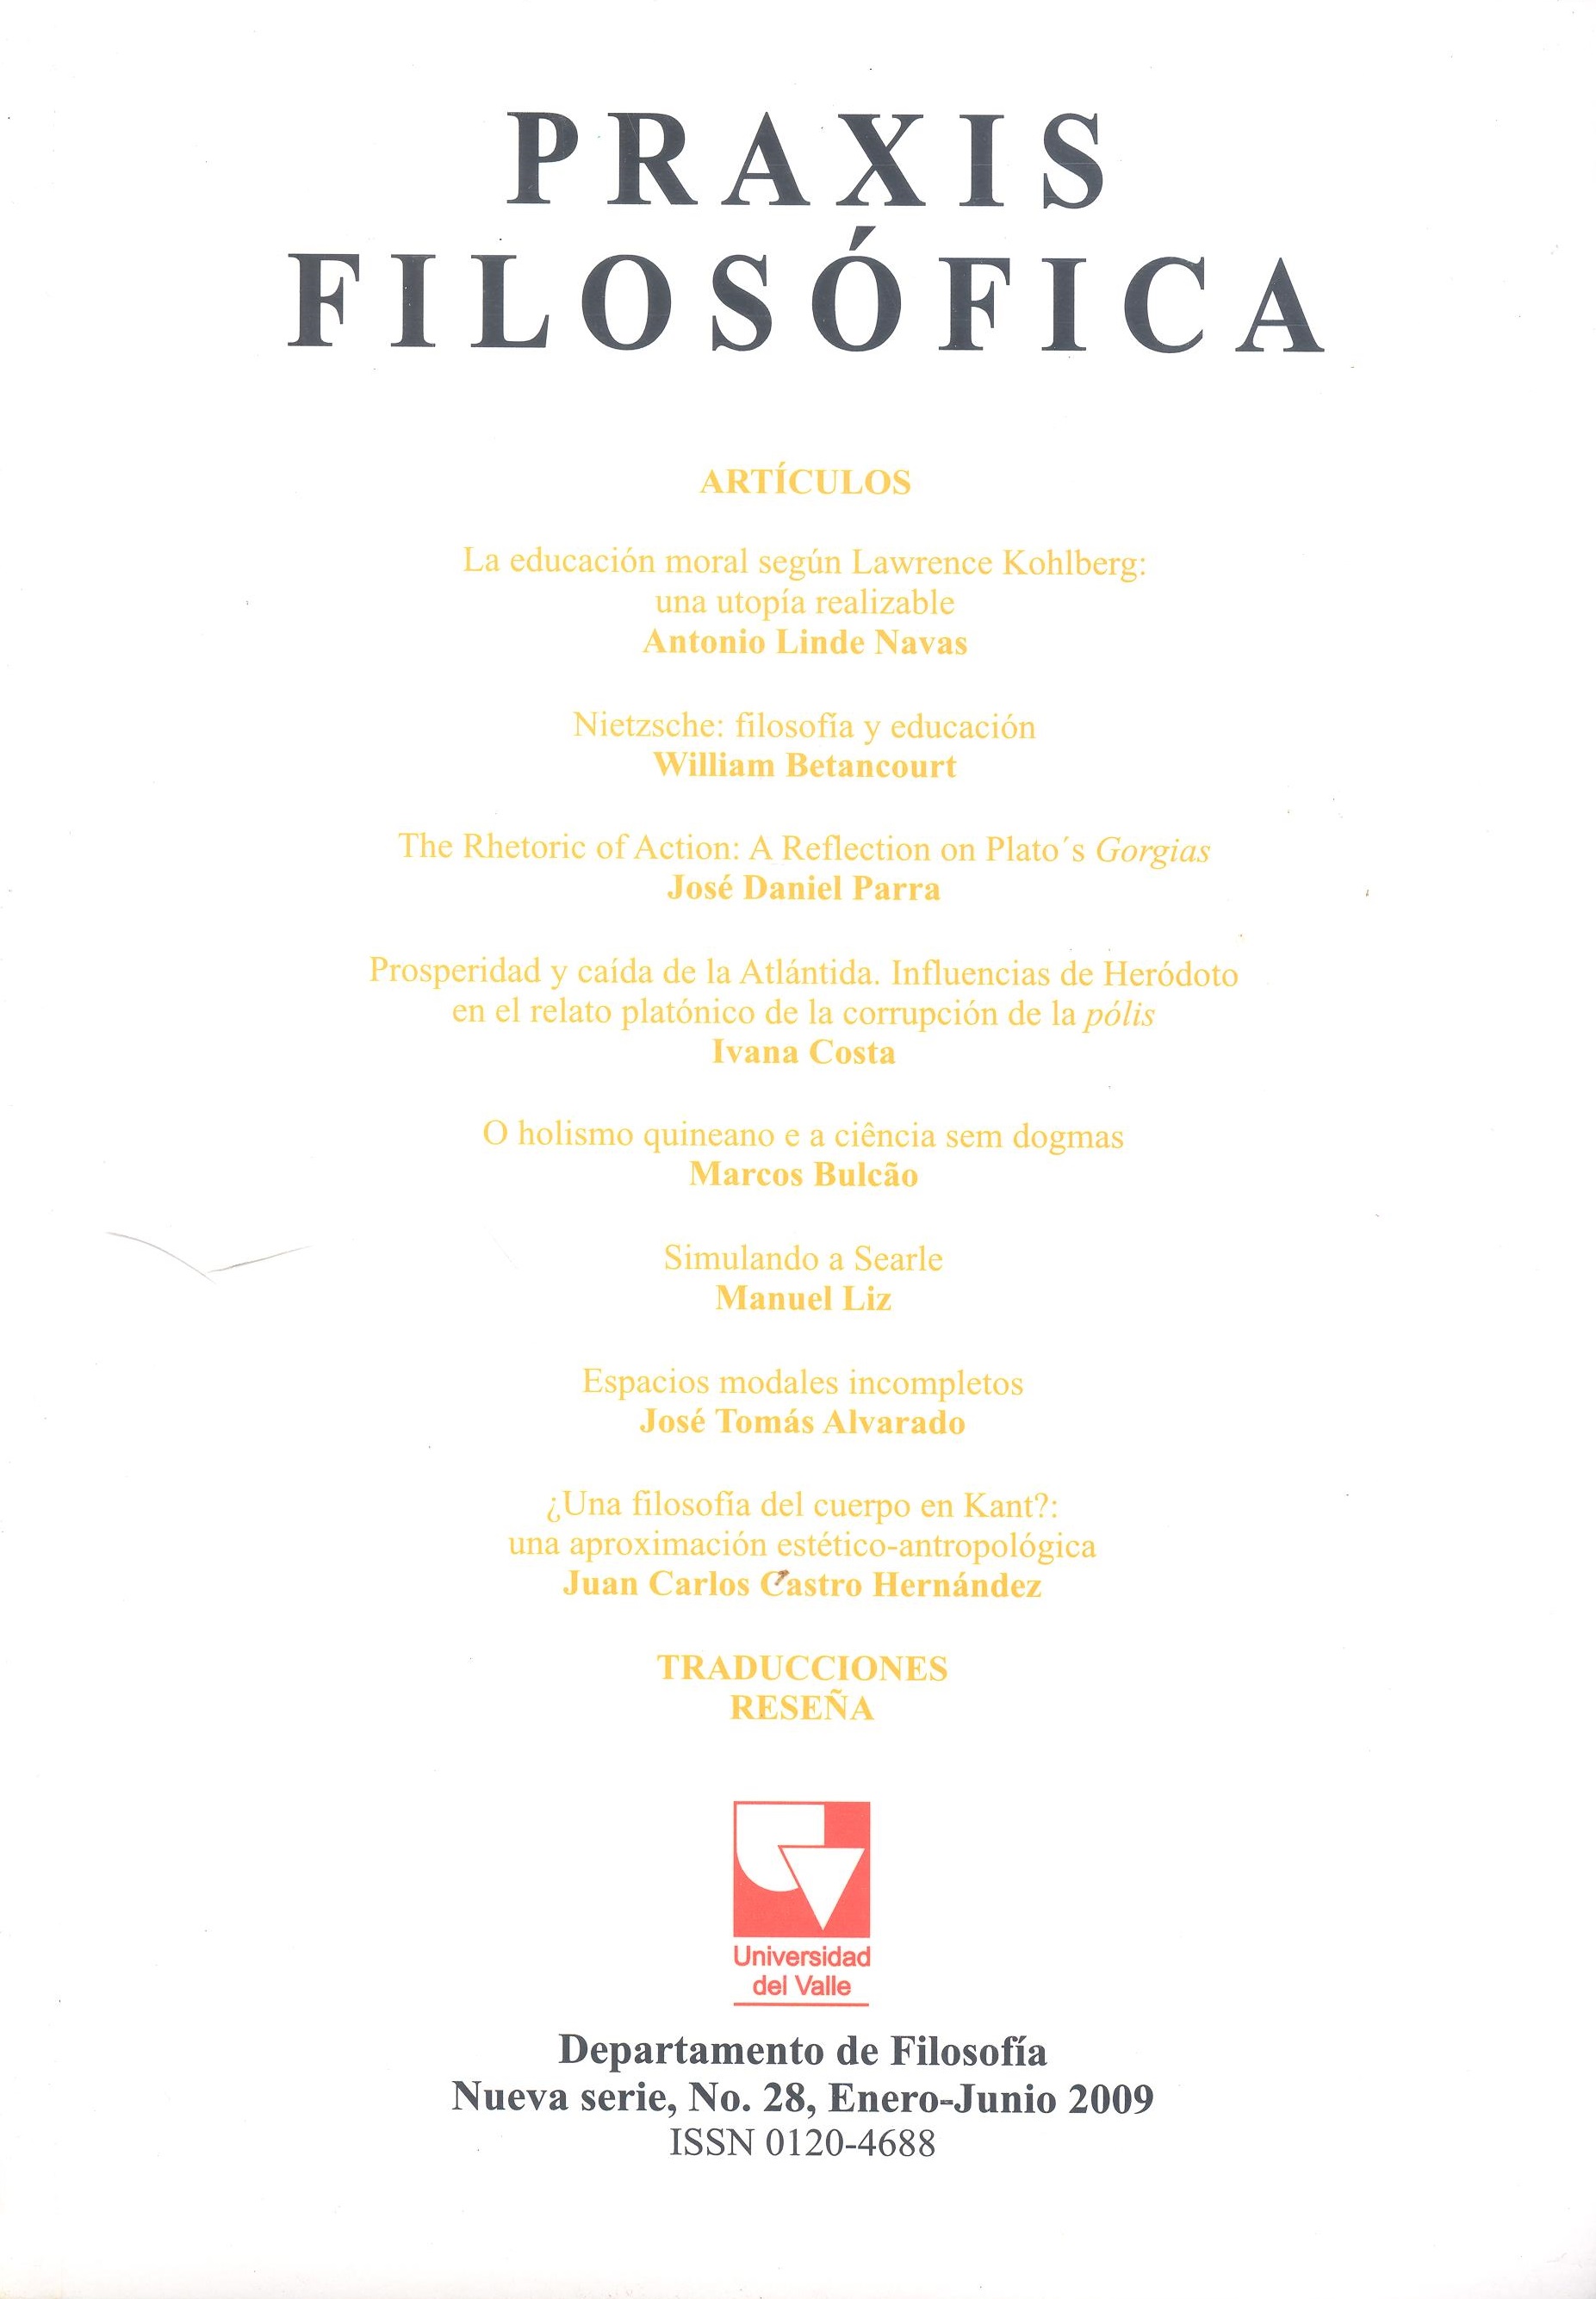 PRAXIS
FILOSÓFICA
ARTÍCULOS
La educación moral según Lawrence Kohlberg:
una utopía realizable
Antonio Linde Navas
Nietzsche: filosofía y educación
William Betancourt
The Rhetoric of Action: A Reflection on Plato´s Gorgias
José Daniel Parra
Prosperidad y caída de la Atlántida. Influencias de Heródoto
en el relato platónico de la corrupción de la pólis
Ivana Costa
O holismo quineano e a ciência sem dogmas
Marcos Bulcão
Simulando a Searle
Manuel Liz
Espacios modales incompletos
José Tomás Alvarado
¿Una filosofía del cuerpo en Kant?:
una aproximación estético-antropológica
Juan Carlos Castro Hernández
TRADUCCIONES
RESEÑA
Universidad
del Valle
Departamento de Filosofía
Nueva serie, No. 28, Enero-Junio 2009
ISSN 0120-4688